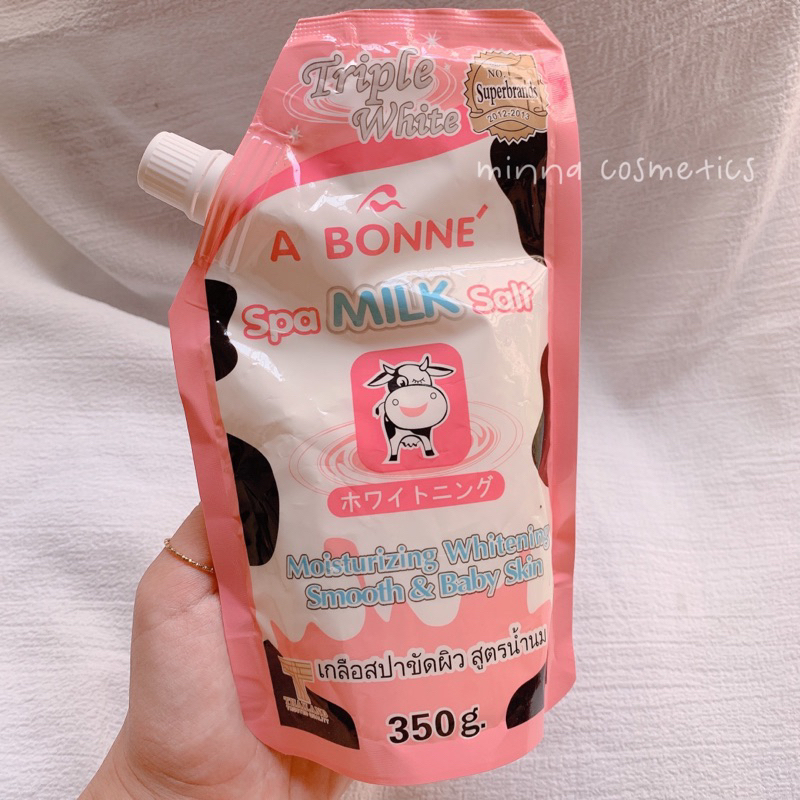 Triple
White
NO.1
Superbrands
2012-2013
minna cosmetics
A BONNE´
Spa MILK Salt
ホワイトニング
Moisturizing Whitening
Smooth & Baby Skin
เกลือสปาขัดผิว สูตรน้ำนม
THAILAND
350g.